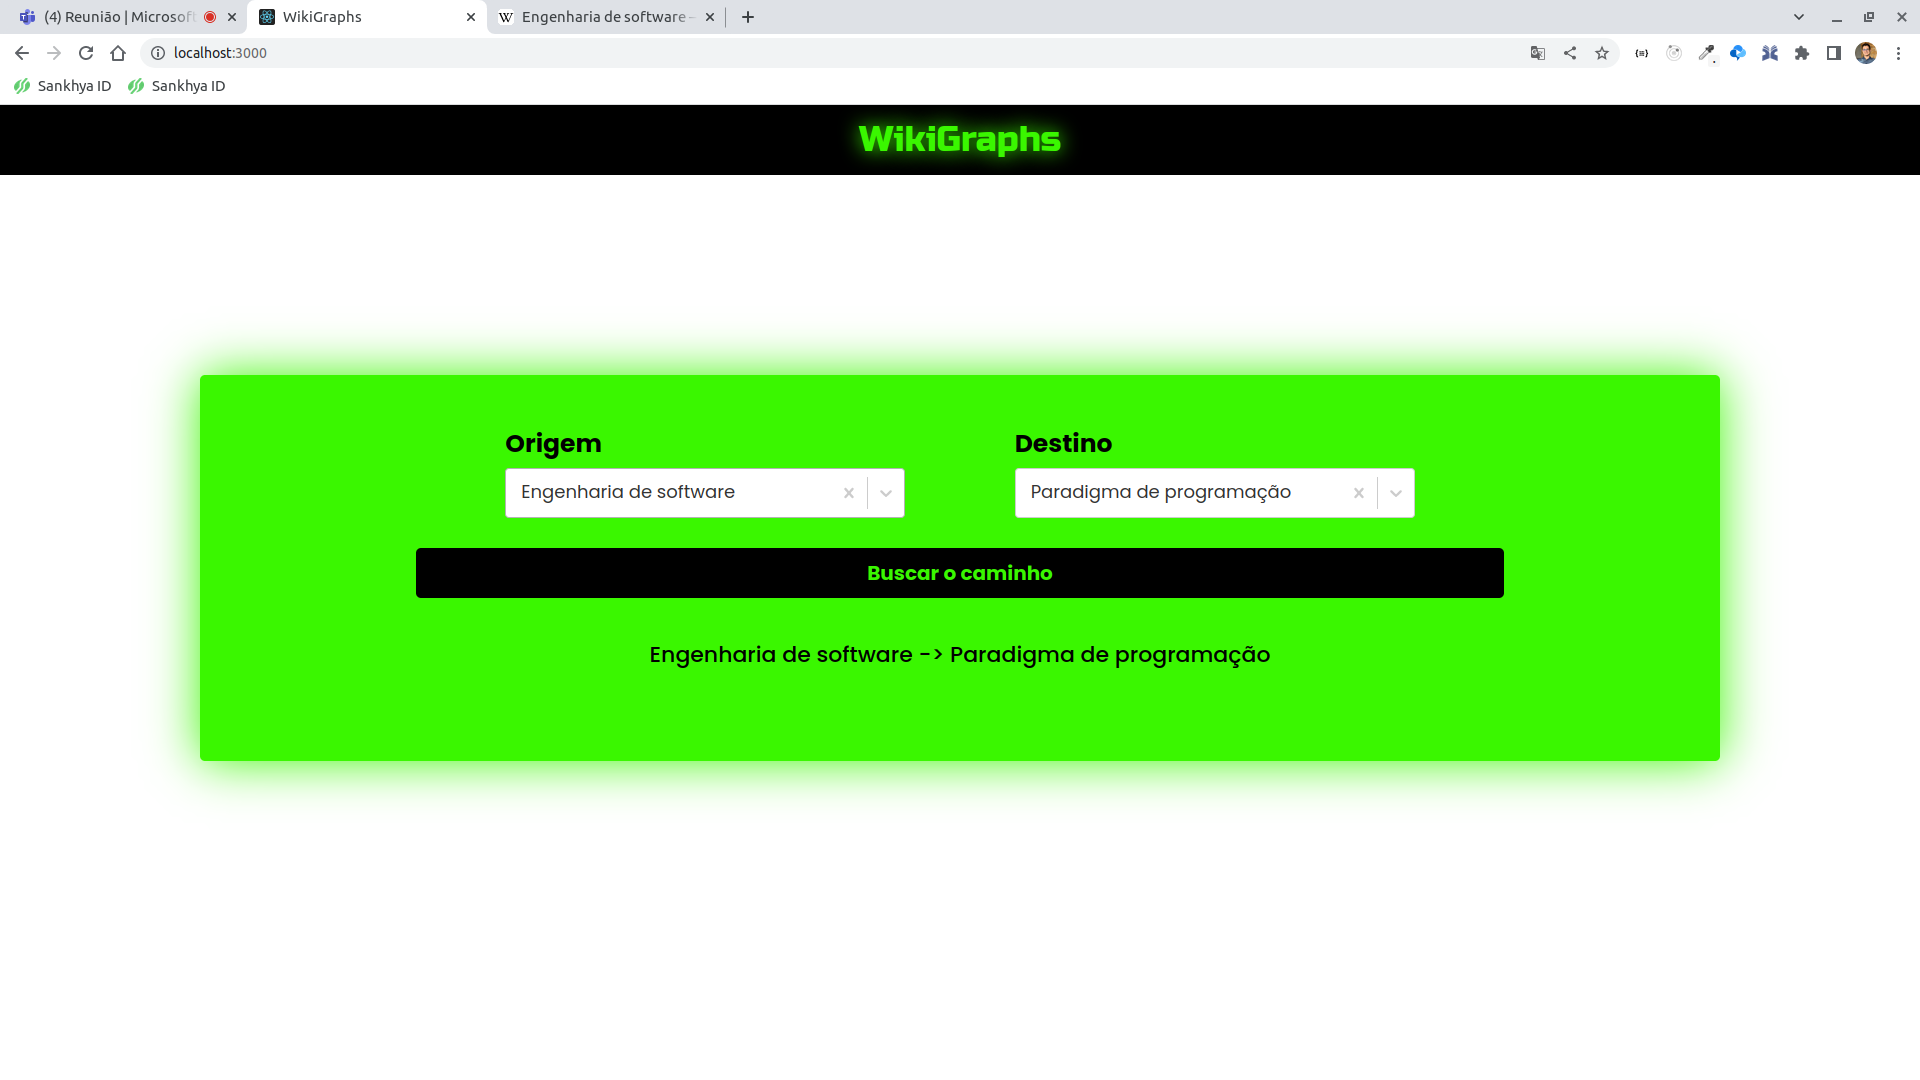 (4) Reunião | Microsoft
WikiGraphs
Engenharia de software –
localhost:3000
Sankhya ID
Sankhya ID
WikiGraphs
Origem
Destino
Engenharia de software
Paradigma de programação
Buscar o caminho
Engenharia de software -> Paradigma de programação